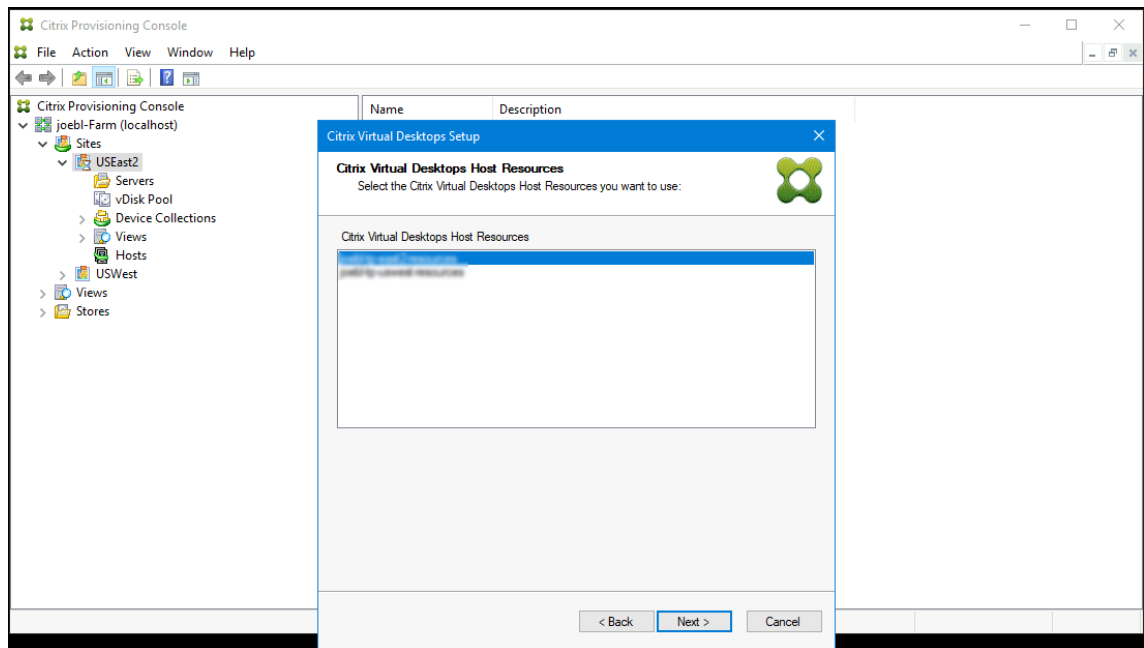 Citrix Provisioning Console
File Action View Window Help
Citrix Provisioning Console
joebl-Farm (localhost)
Sites
USEast2
Servers
vDisk Pool
Device Collections
Views
Hosts
USWest
Views
Stores
Name Description
Citrix Virtual Desktops Setup
Citrix Virtual Desktops Host Resources
Select the Citrix Virtual Desktops Host Resources you want to use:
Citrix Virtual Desktops Host Resources
< Back Next > Cancel